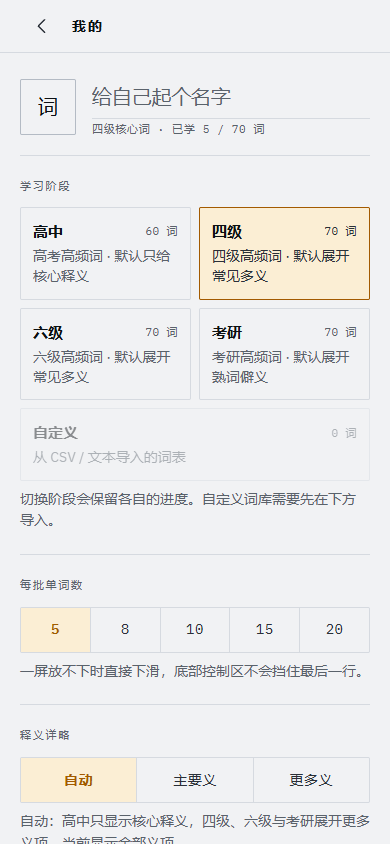 我的
词
给自己起个名字
四级核心词 · 已学 5 / 70 词
学习阶段
高中 60 词
高考高频词 · 默认只给
核心释义
四级 70 词
四级高频词 · 默认展开
常见多义
六级 70 词
六级高频词 · 默认展开
常见多义
考研 70 词
考研高频词 · 默认展开
熟词僻义
自定义 0 词
从 CSV / 文本导入的词表
切换阶段会保留各自的进度。自定义词库需要先在下方
导入。
每批单词数
5 8 10 15 20
一屏放不下时直接下滑，底部控制区不会挡住最后一行。
释义详略
自动 主要义 更多义
自动：高中只显示核心释义，四级、六级与考研展开更多
义项。当前显示全部义项。